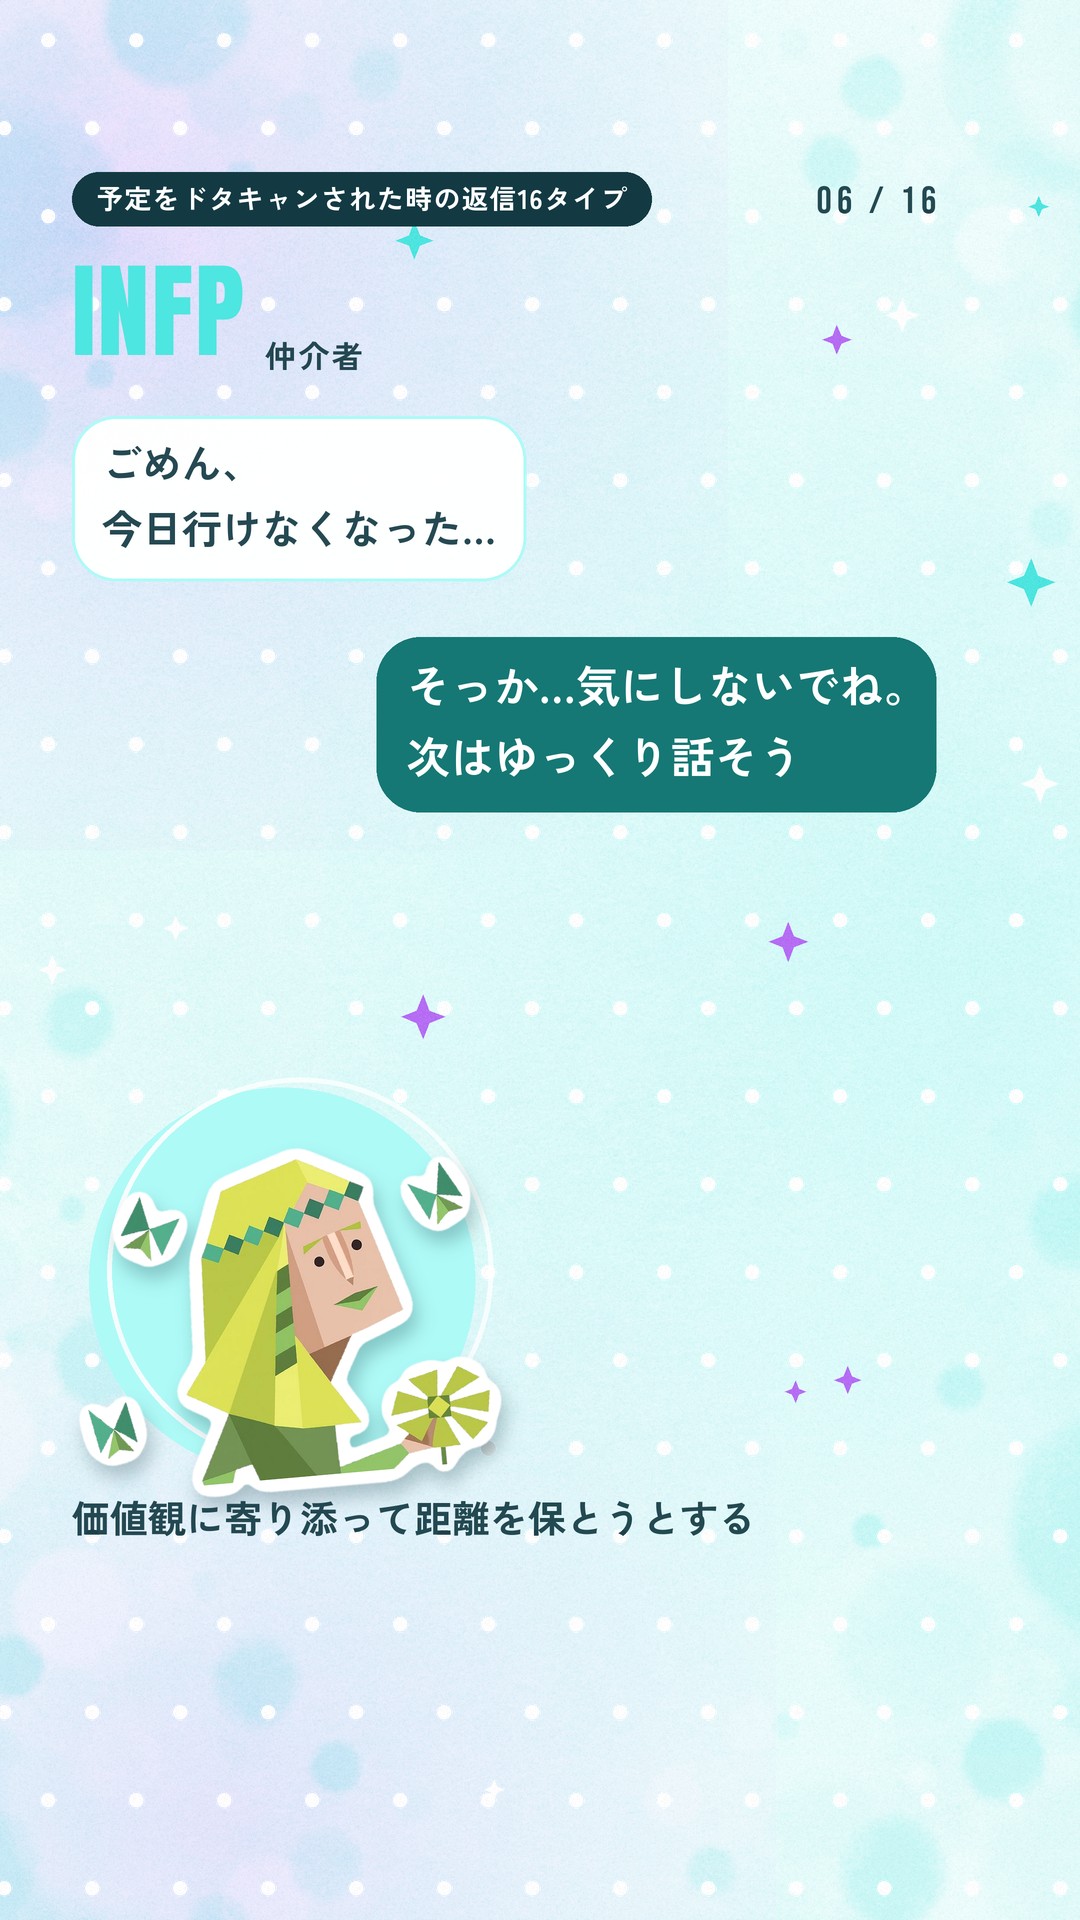 予定をドタキャンされた時の返信16タイプ
06 / 16
INFP
仲介者
ごめん、
今日行けなくなった...
そっか...気にしないでね。
次はゆっくり話そう
価値観に寄り添って距離を保とうとする